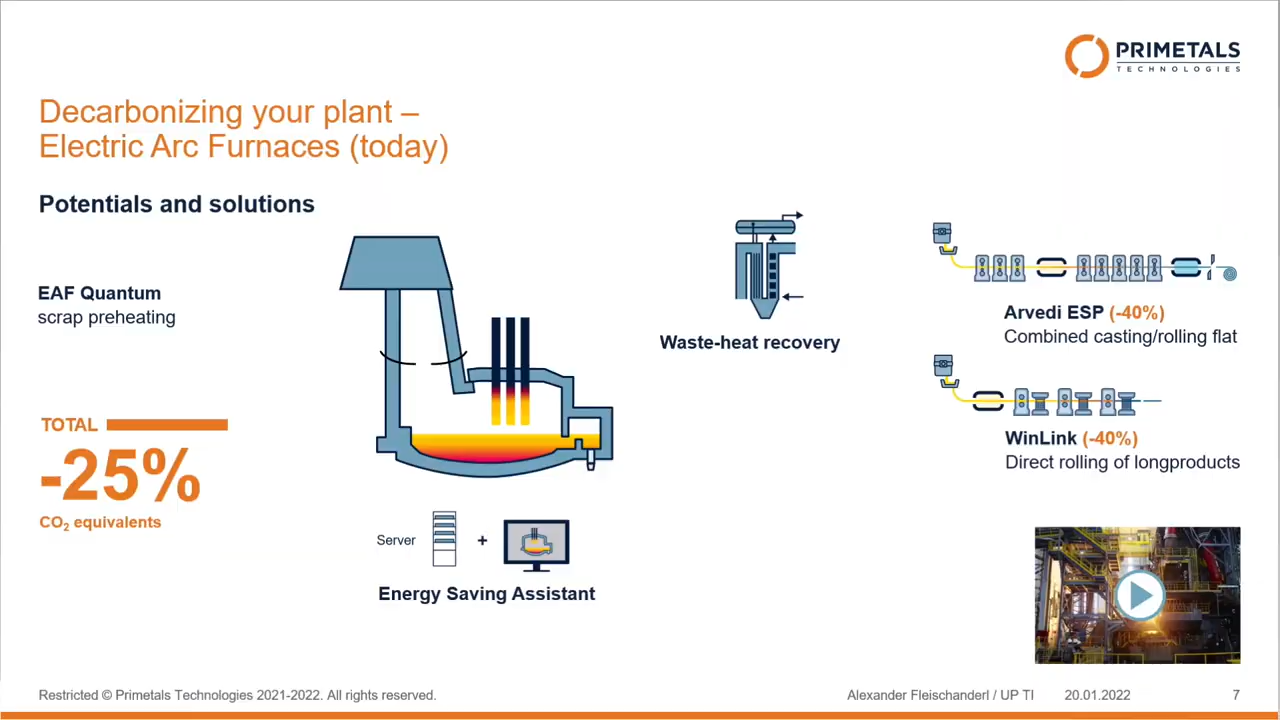 PRIMETALS
TECHNOLOGIES
Decarbonizing your plant –
Electric Arc Furnaces (today)
Potentials and solutions
EAF Quantum
scrap preheating
TOTAL
-25%
CO₂ equivalents
Server
+
Energy Saving Assistant
Waste-heat recovery
Arvedi ESP (-40%)
Combined casting/rolling flat
WinLink (-40%)
Direct rolling of longproducts
Restricted © Primetals Technologies 2021-2022. All rights reserved.
Alexander Fleischanderl / UP TI
20.01.2022
7